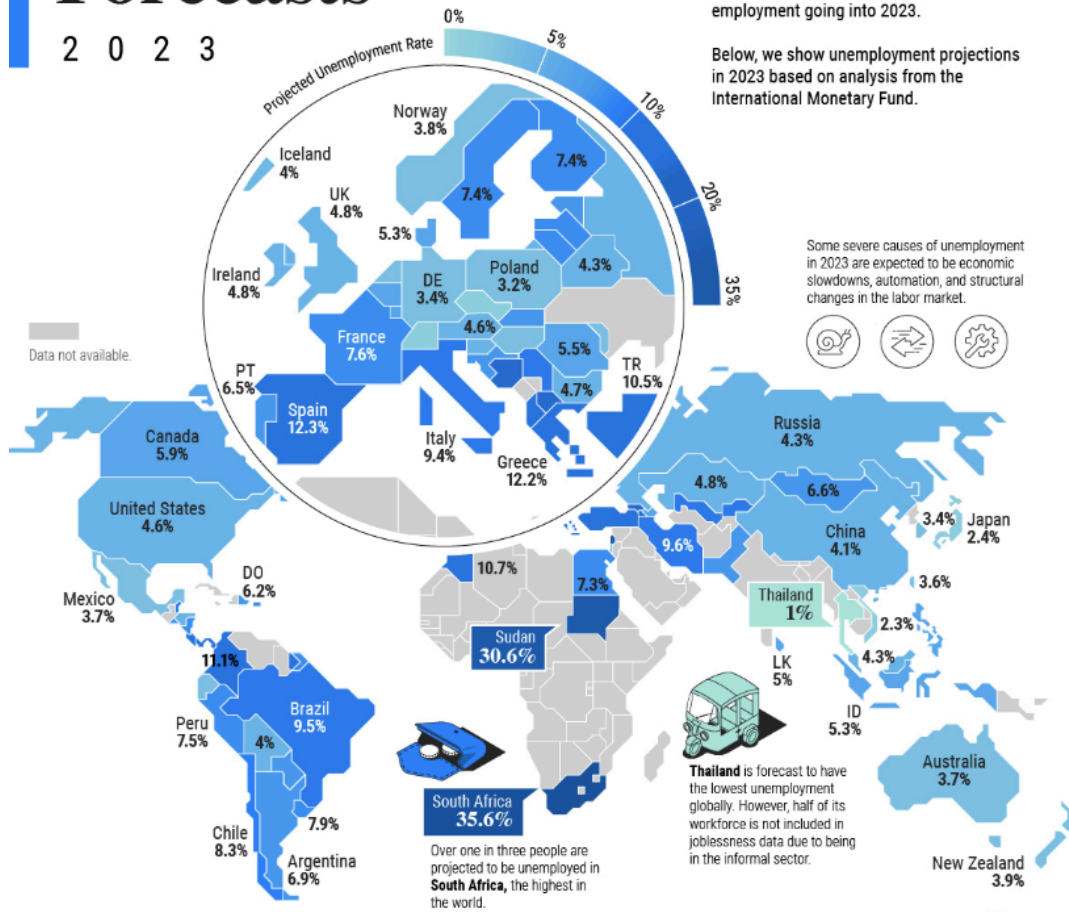 Forecasts
2 0 2 3
employment going into 2023.
Below, we show unemployment projections
in 2023 based on analysis from the
International Monetary Fund.
Projected Unemployment Rate
0%
5%
10%
20%
35%
Norway
3.8%
Iceland
4%
UK
4.8%
7.4%
7.4%
5.3%
Ireland
4.8%
DE
3.4%
Poland
3.2%
4.3%
France
7.6%
4.6%
5.5%
4.7%
PT
6.5%
Spain
12.3%
Italy
9.4%
Greece
12.2%
TR
10.5%
Data not available.
Some severe causes of unemployment
in 2023 are expected to be economic
slowdowns, automation, and structural
changes in the labor market.
Canada
5.9%
United States
4.6%
Mexico
3.7%
DO
6.2%
11.1%
Brazil
9.5%
Peru
7.5%
4%
7.9%
Chile
8.3%
Argentina
6.9%
10.7%
7.3%
Sudan
30.6%
South Africa
35.6%
Over one in three people are
projected to be unemployed in
South Africa, the highest in
the world.
Russia
4.3%
4.8%
6.6%
9.6%
China
4.1%
3.4%
Japan
2.4%
3.6%
Thailand
1%
2.3%
4.3%
LK
5%
ID
5.3%
Thailand is forecast to have
the lowest unemployment
globally. However, half of its
workforce is not included in
joblessness data due to being
in the informal sector.
Australia
3.7%
New Zealand
3.9%